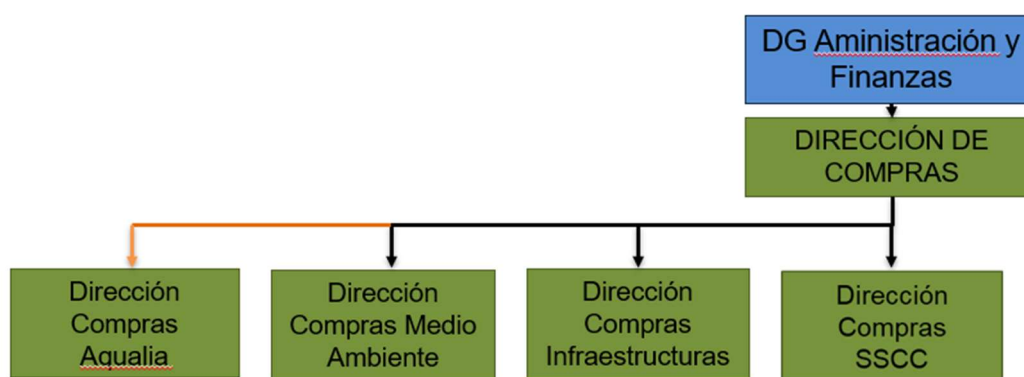 DG Aministración y
Finanzas
DIRECCIÓN DE
COMPRAS
Dirección
Compras
Aqualia
Dirección
Compras Medio
Ambiente
Dirección
Compras
Infraestructuras
Dirección
Compras
SSCC